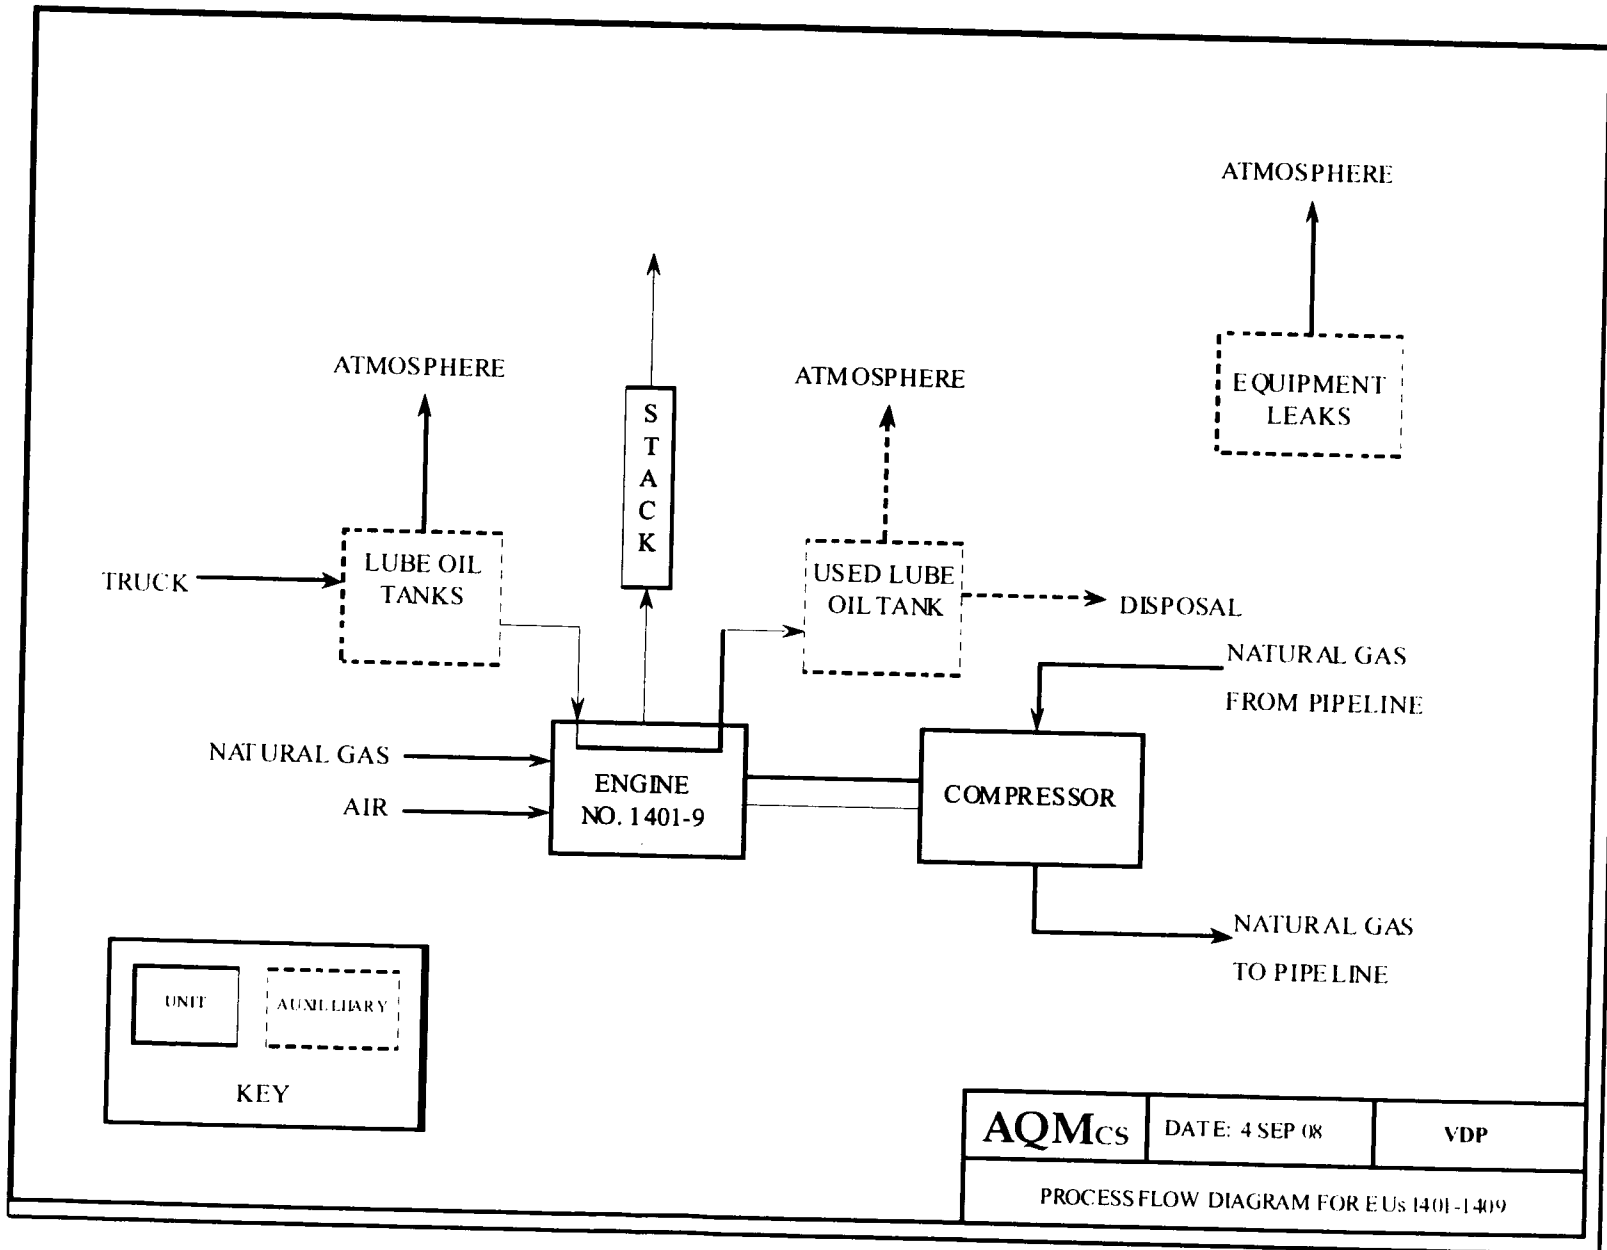 ATMOSPHERE
EQUIPMENT
LEAKS
ATMOSPHERE
ATMOSPHERE
STACK
TRUCK
LUBE OIL
TANKS
USED LUBE
OIL TANK
DISPOSAL
NATURAL GAS
FROM PIPELINE
NATURAL GAS
AIR
ENGINE
NO. 1401-9
COMPRESSOR
NATURAL GAS
TO PIPELINE
UNIT
AUXILLIARY
KEY
AQMCS
DATE: 4 SEP 08
VDP
PROCESS FLOW DIAGRAM FOR EUs 1401-1409